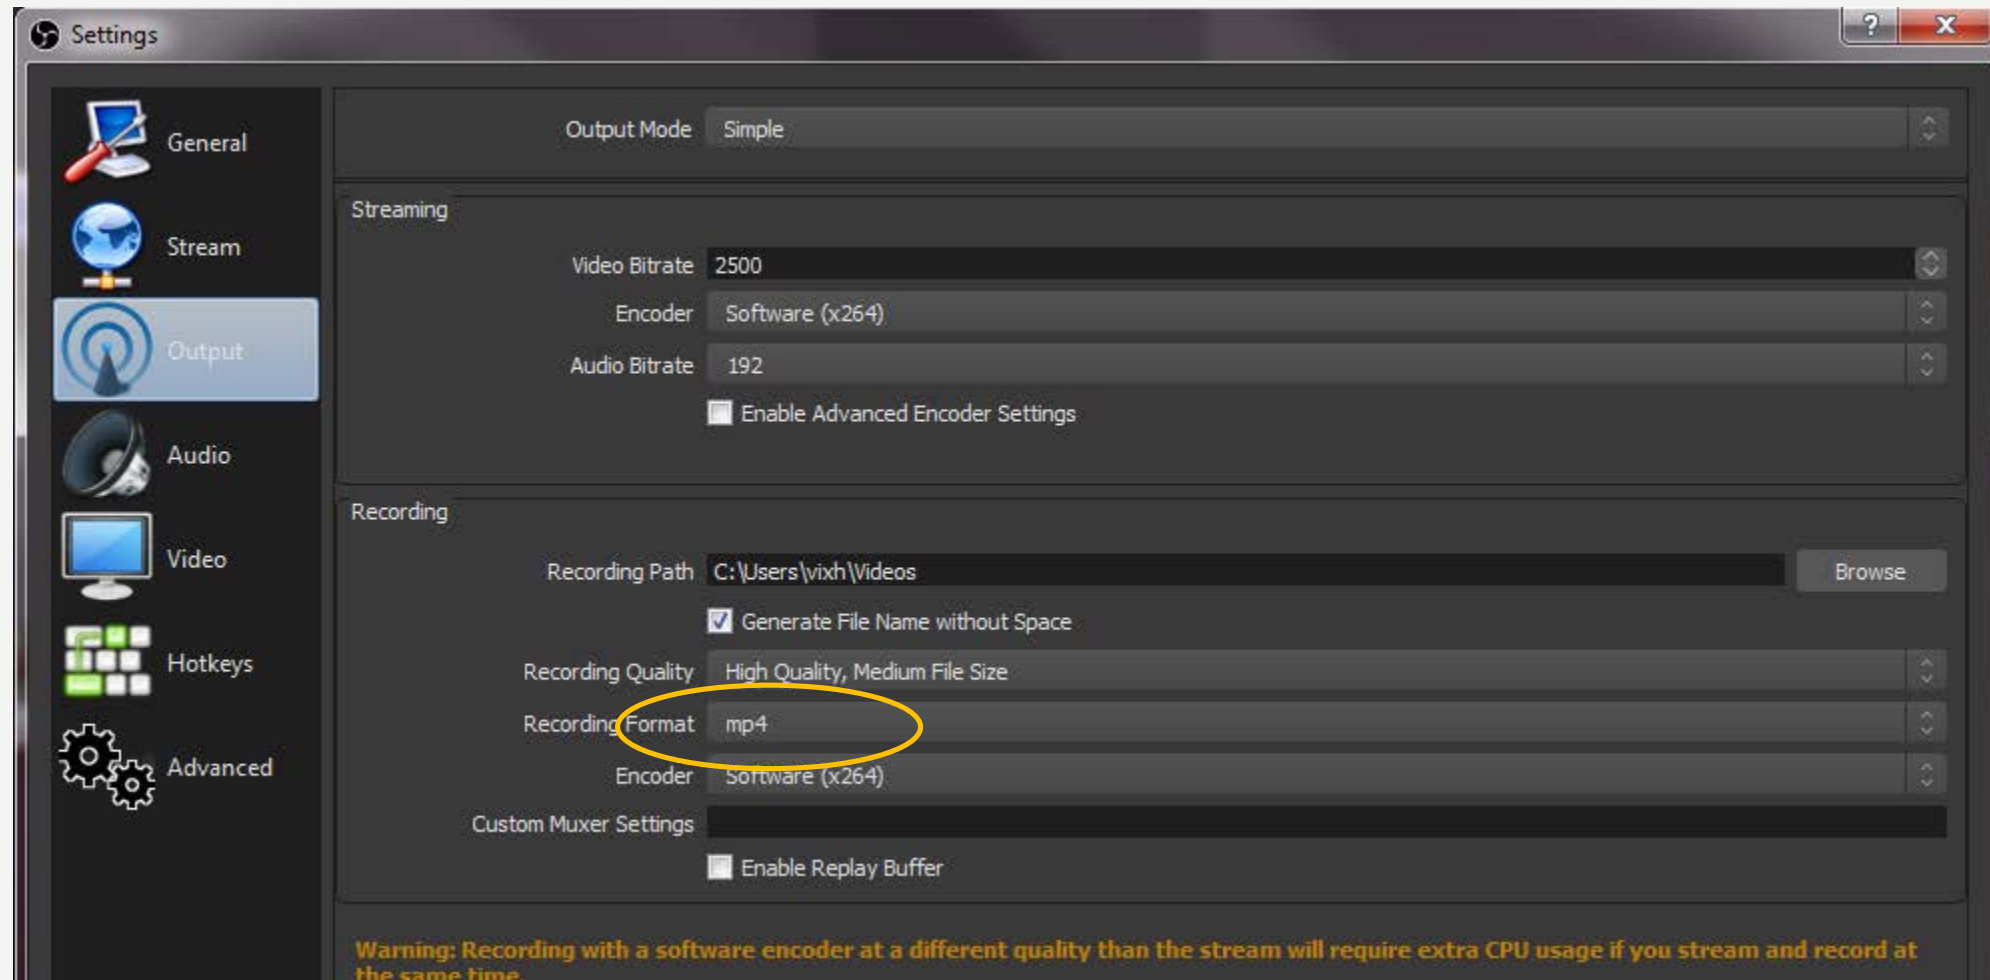 Settings
?
X
General
Stream
Output
Audio
Video
Hotkeys
Advanced
Output Mode Simple
Streaming
Video Bitrate 2500
Encoder Software (x264)
Audio Bitrate 192
Enable Advanced Encoder Settings
Recording
Recording Path C:\Users\vixh\Videos Browse
Generate File Name without Space
Recording Quality High Quality, Medium File Size
Recording Format mp4
Encoder Software (x264)
Custom Muxer Settings
Enable Replay Buffer
Warning: Recording with a software encoder at a different quality than the stream will require extra CPU usage if you stream and record at
the same time.